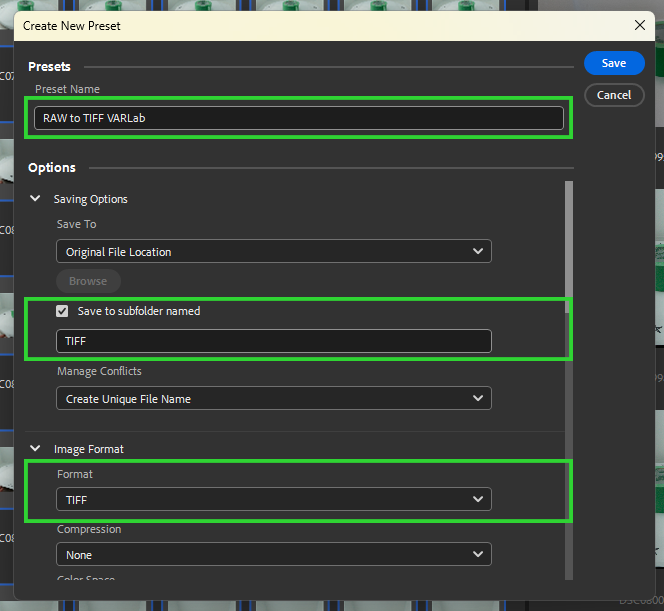 Create New Preset
Presets
Save
Preset Name
Cancel
RAW to TIFF VARLab
Options
Saving Options
Save To
Original File Location
Browse
Save to subfolder named
TIFF
Manage Conflicts
Create Unique File Name
Image Format
Format
TIFF
Compression
None
Color Space